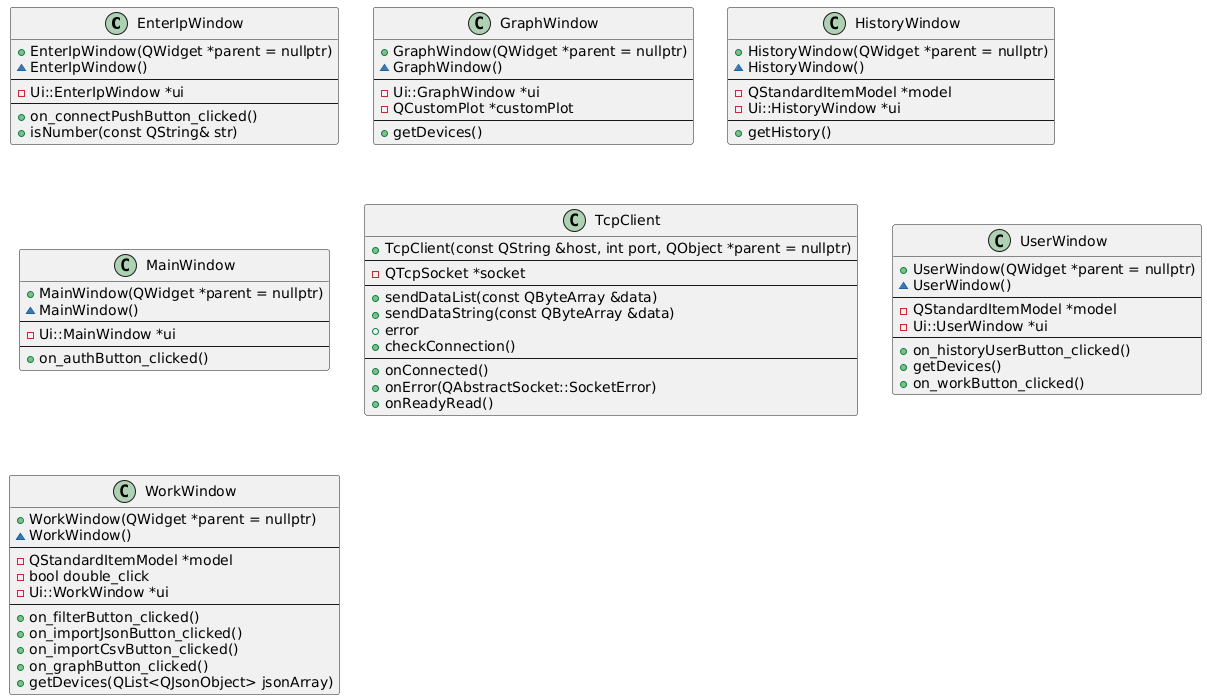 C EnterIpWindow
EnterIpWindow(QWidget *parent = nullptr)
EnterIpWindow()
Ui::EnterIpWindow *ui
on_connectPushButton_clicked()
isNumber(const QString& str)
C GraphWindow
GraphWindow(QWidget *parent = nullptr)
GraphWindow()
Ui::GraphWindow *ui
QCustomPlot *customPlot
getDevices()
C HistoryWindow
HistoryWindow(QWidget *parent = nullptr)
HistoryWindow()
QStandardItemModel *model
Ui::HistoryWindow *ui
getHistory()
C MainWindow
MainWindow(QWidget *parent = nullptr)
MainWindow()
Ui::MainWindow *ui
on_authButton_clicked()
C TcpClient
TcpClient(const QString &host, int port, QObject *parent = nullptr)
QTcpSocket *socket
sendDataList(const QByteArray &data)
sendDataString(const QByteArray &data)
error
checkConnection()
onConnected()
onError(QAbstractSocket::SocketError)
onReadyRead()
C UserWindow
UserWindow(QWidget *parent = nullptr)
UserWindow()
QStandardItemModel *model
Ui::UserWindow *ui
on_historyUserButton_clicked()
getDevices()
on_workButton_clicked()
C WorkWindow
WorkWindow(QWidget *parent = nullptr)
WorkWindow()
QStandardItemModel *model
bool double_click
Ui::WorkWindow *ui
on_filterButton_clicked()
on_importJsonButton_clicked()
on_importCsvButton_clicked()
on_graphButton_clicked()
getDevices(QList<QJsonObject> jsonArray)